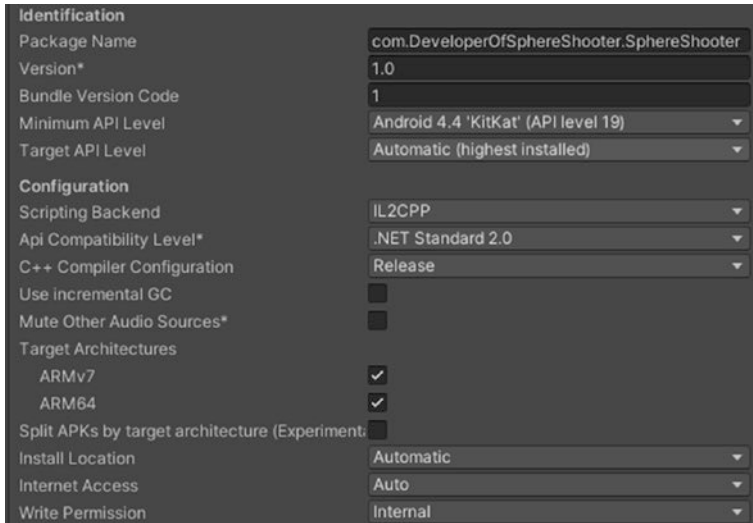 Identification
Package Name com.DeveloperOfSphereShooter.SphereShooter
Version* 1.0
Bundle Version Code 1
Minimum API Level Android 4.4 'KitKat' (API level 19)
Target API Level Automatic (highest installed)
Configuration
Scripting Backend IL2CPP
Api Compatibility Level* .NET Standard 2.0
C++ Compiler Configuration Release
Use incremental GC
Mute Other Audio Sources*
Target Architectures
ARMv7
ARM64
Split APKs by target architecture (Experiment
Install Location Automatic
Internet Access Auto
Write Permission Internal